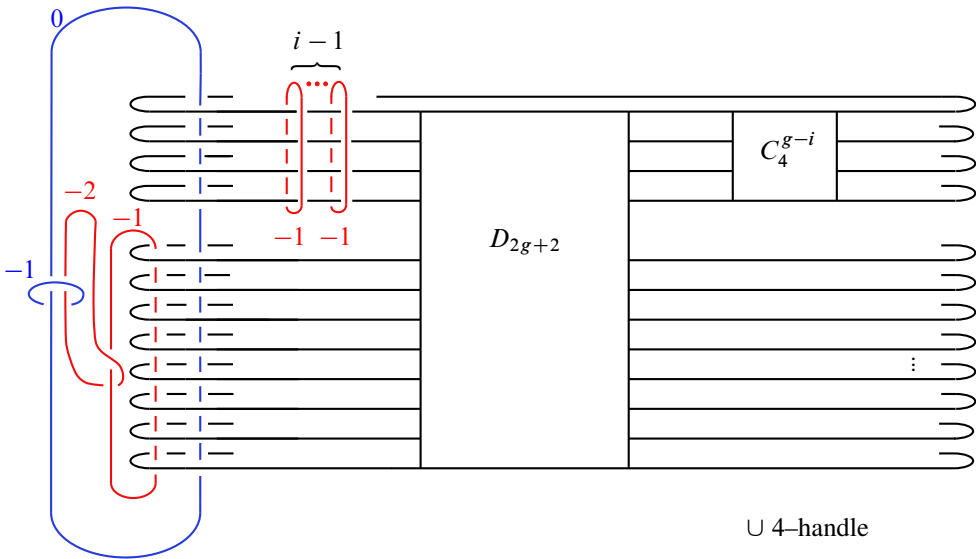 0
i − 1
···
C_4^{g−i}
−2
−1
−1 −1
D_{2g+2}
−1
⋮
∪ 4–handle